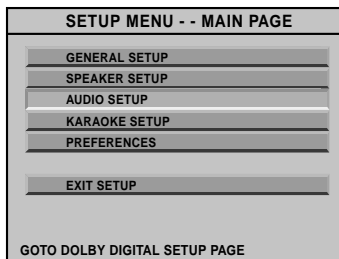 SETUP MENU - - MAIN PAGE
GENERAL SETUP
SPEAKER SETUP
AUDIO SETUP
KARAOKE SETUP
PREFERENCES
EXIT SETUP
GOTO DOLBY DIGITAL SETUP PAGE